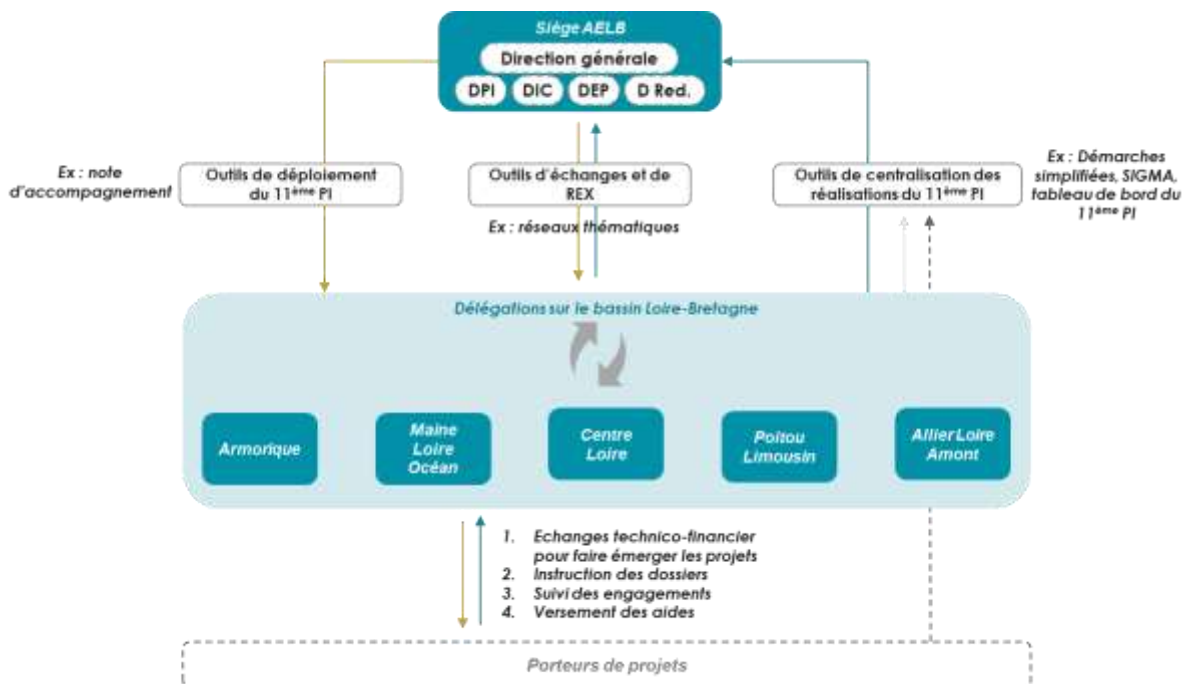 Siège AELB
Direction générale
DPI
DIC
DEP
D Red.
Ex : note
d'accompagnement
Outils de déploiement
du 11ème PI
Outils d'échanges et de
REX
Ex : réseaux thématiques
Outils de centralisation des
réalisations du 11ème PI
Ex : Démarches
simplifiées, SIGMA,
tableau de bord du
11ème PI
Délégations sur le bassin Loire-Bretagne
Armorique
Maine
Loire
Océan
Centre
Loire
Poitou
Limousin
Allier Loire
Amont
1. Echanges technico-financier
pour faire émerger les projets
2. Instruction des dossiers
3. Suivi des engagements
4. Versement des aides
Porteurs de projets